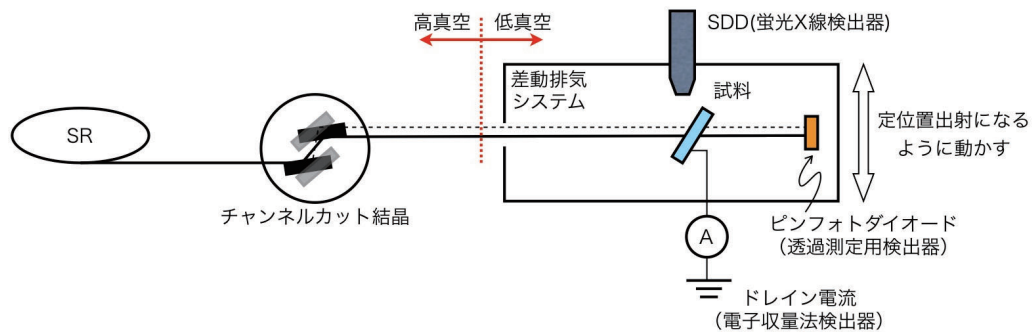 高真空
低真空
SDD(蛍光X線検出器)
差動排気
システム
試料
SR
定位置出射になる
ように動かす
チャンネルカット結晶
ピンフォトダイオード
(透過測定用検出器)
A
ドレイン電流
(電子収量法検出器)